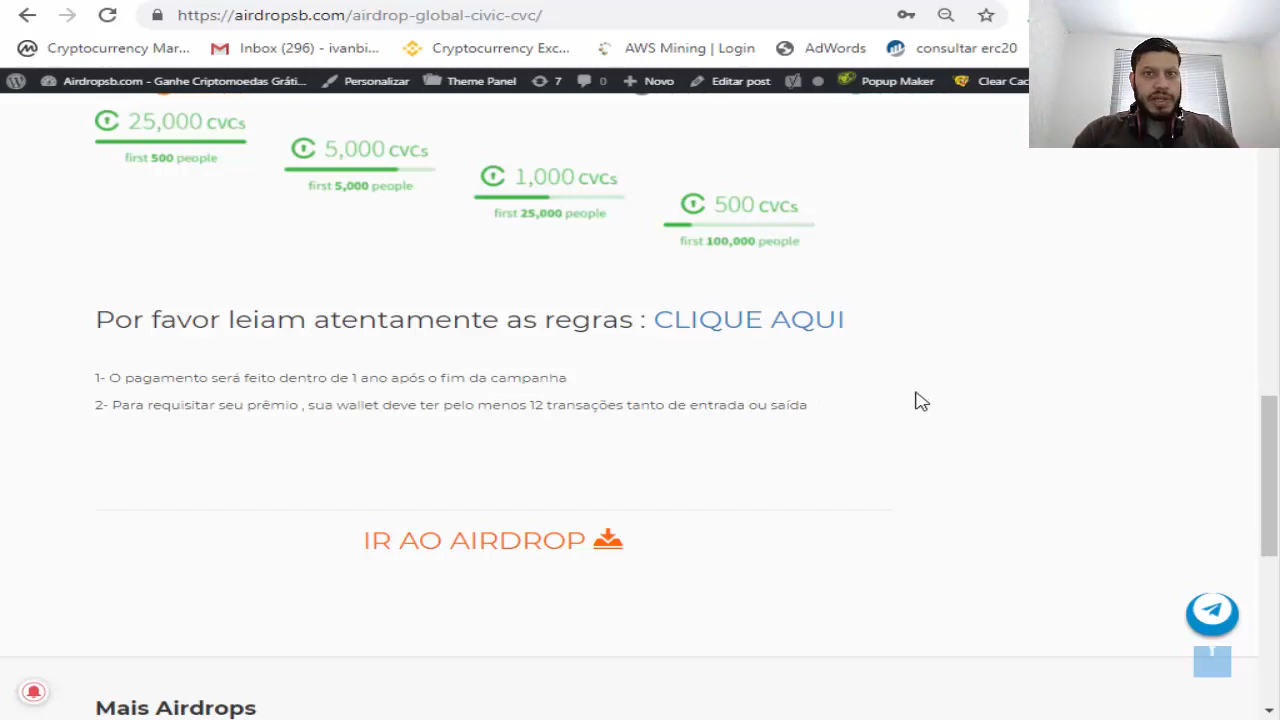 https://airdropsb.com/airdrop-global-civic-cvc/
Cryptocurrency Mar... Inbox (296) - ivanbi... Cryptocurrency Exc... AWS Mining | Login AdWords consultar erc20
Airdropsb.com – Ganhe Criptomoedas Gráti... Personalizar Theme Panel 7 0 Novo Editar post Popup Maker Clear Cac
25,000 CVCs
first 500 people
5,000 CVCs
first 5,000 people
1,000 CVCs
first 25,000 people
500 CVCs
first 100,000 people
Por favor leiam atentamente as regras : CLIQUE AQUI
1- O pagamento será feito dentro de 1 ano após o fim da campanha
2- Para requisitar seu prêmio , sua wallet deve ter pelo menos 12 transações tanto de entrada ou saída
IR AO AIRDROP
Mais Airdrops